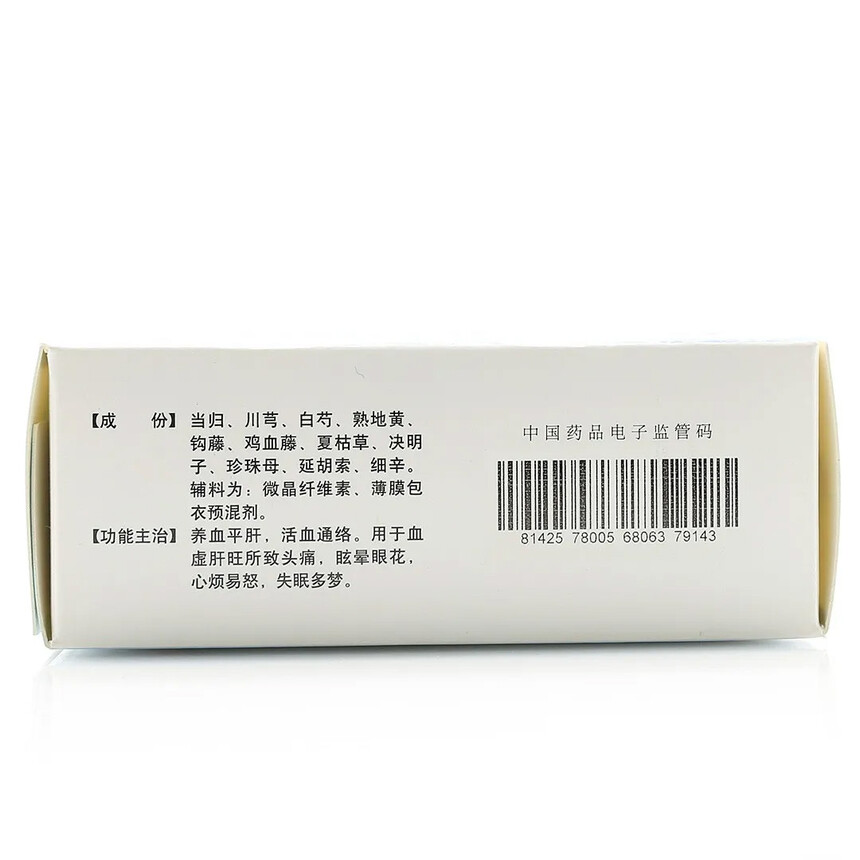 【成　　份】当归、川芎、白芍、熟地黄、
钩藤、鸡血藤、夏枯草、决明
子、珍珠母、延胡索、细辛。
辅料为：微晶纤维素、薄膜包
衣预混剂。
【功能主治】养血平肝，活血通络。用于血
虚肝旺所致头痛，眩晕眼花，
心烦易怒，失眠多梦。
中国药品电子监管码
81425 78005 68063 79143